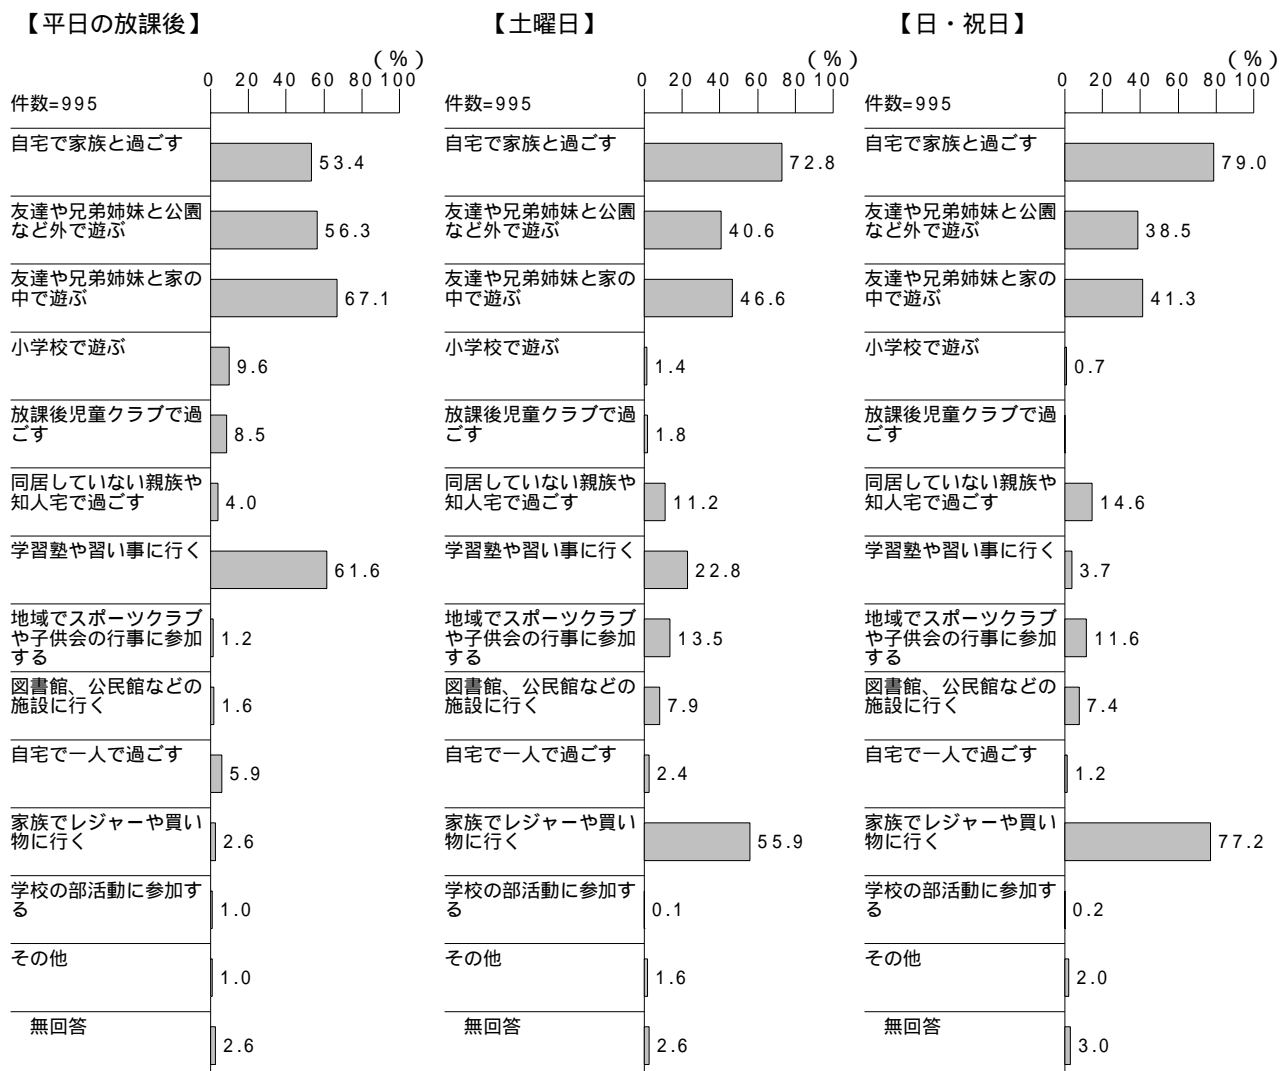 【平日の放課後】
(%)
0 20 40 60 80 100
件数=995
自宅で家族と過ごす
53.4
友達や兄弟姉妹と公園
など外で遊ぶ
56.3
友達や兄弟姉妹と家の
中で遊ぶ
67.1
小学校で遊ぶ
9.6
放課後児童クラブで過
ごす
8.5
同居していない親族や
知人宅で過ごす
4.0
学習塾や習い事に行く
61.6
地域でスポーツクラブ
や子供会の行事に参加
する
1.2
図書館、公民館などの
施設に行く
1.6
自宅で一人で過ごす
5.9
家族でレジャーや買い
物に行く
2.6
学校の部活動に参加す
る
1.0
その他
1.0
無回答
2.6
【土曜日】
(%)
0 20 40 60 80 100
件数=995
自宅で家族と過ごす
72.8
友達や兄弟姉妹と公園
など外で遊ぶ
40.6
友達や兄弟姉妹と家の
中で遊ぶ
46.6
小学校で遊ぶ
1.4
放課後児童クラブで過
ごす
1.8
同居していない親族や
知人宅で過ごす
11.2
学習塾や習い事に行く
22.8
地域でスポーツクラブ
や子供会の行事に参加
する
13.5
図書館、公民館などの
施設に行く
7.9
自宅で一人で過ごす
2.4
家族でレジャーや買い
物に行く
55.9
学校の部活動に参加す
る
0.1
その他
1.6
無回答
2.6
【日・祝日】
(%)
0 20 40 60 80 100
件数=995
自宅で家族と過ごす
79.0
友達や兄弟姉妹と公園
など外で遊ぶ
38.5
友達や兄弟姉妹と家の
中で遊ぶ
41.3
小学校で遊ぶ
0.7
放課後児童クラブで過
ごす
同居していない親族や
知人宅で過ごす
14.6
学習塾や習い事に行く
3.7
地域でスポーツクラブ
や子供会の行事に参加
する
11.6
図書館、公民館などの
施設に行く
7.4
自宅で一人で過ごす
1.2
家族でレジャーや買い
物に行く
77.2
学校の部活動に参加す
る
0.2
その他
2.0
無回答
3.0